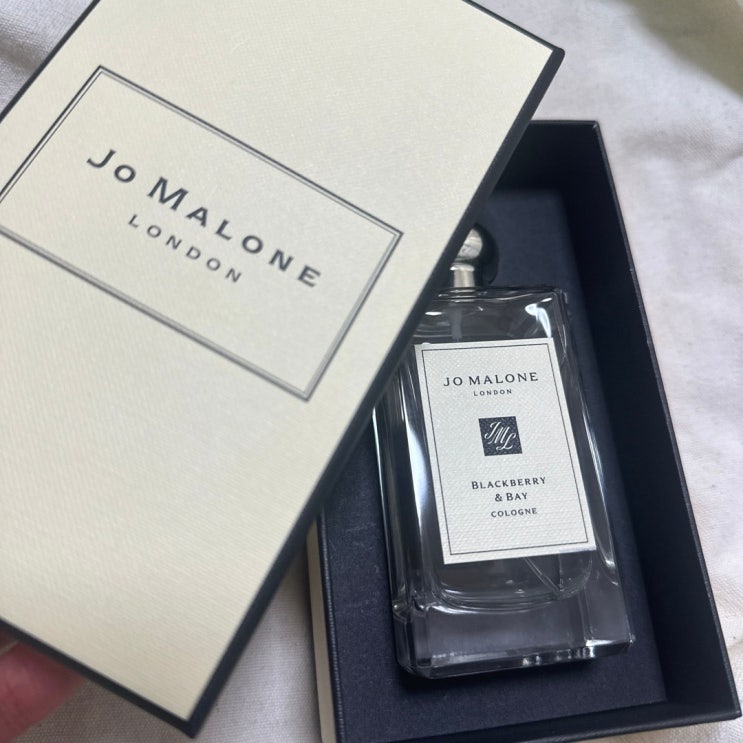 JO MALONE
LONDON
JO MALONE
LONDON
JML
BLACKBERRY
& BAY
COLOGNE